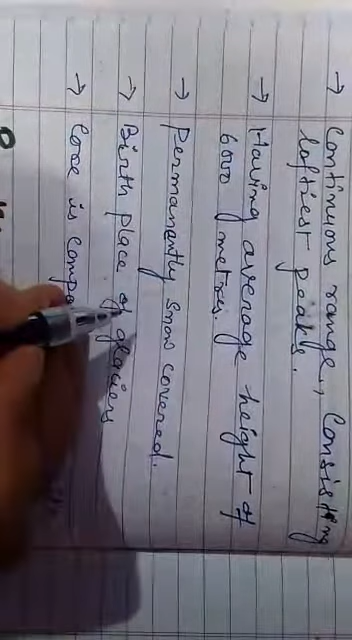 → Continuous range, Consisting
loftiest peaks.
→ Having average height of
6000 metres.
→ Permanently snow covered.
→ Birth place of glaciers
→ Core is compo